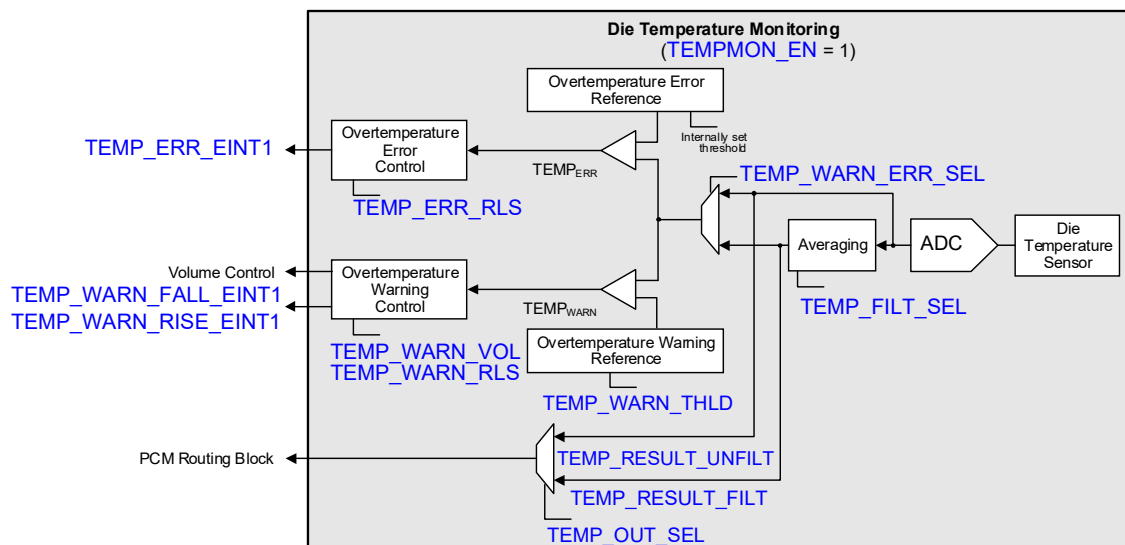 Die Temperature Monitoring
(TEMPMON_EN = 1)
Overtemperature Error
Reference
Internally set
threshold
TEMP_ERR_EINT1
Overtemperature
Error
Control
TEMP_ERR_RLS
TEMPERR
TEMP_WARN_ERR_SEL
Averaging
ADC
Die
Temperature
Sensor
TEMP_FILT_SEL
Volume Control
TEMP_WARN_FALL_EINT1
TEMP_WARN_RISE_EINT1
Overtemperature
Warning
Control
TEMP_WARN_VOL
TEMP_WARN_RLS
TEMPWARN
Overtemperature Warning
Reference
TEMP_WARN_THLD
PCM Routing Block
TEMP_RESULT_UNFILT
TEMP_RESULT_FILT
TEMP_OUT_SEL